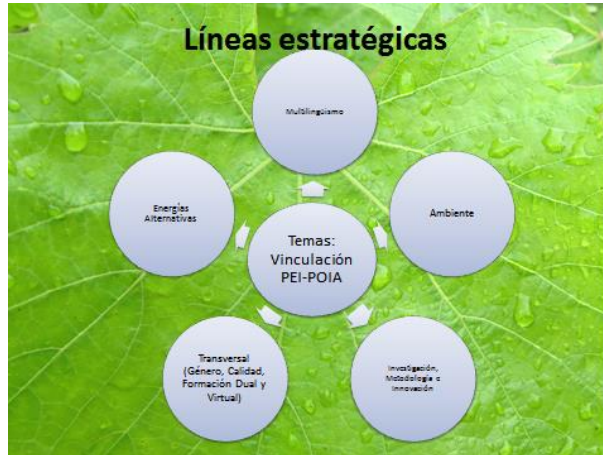 Líneas estratégicas
Multilingüismo
Energías
Alternativas
Ambiente
Temas:
Vinculación
PEI-POIA
Transversal
(Género, Calidad,
Formación Dual y
Virtual)
Investigación,
Metodología e
Innovación